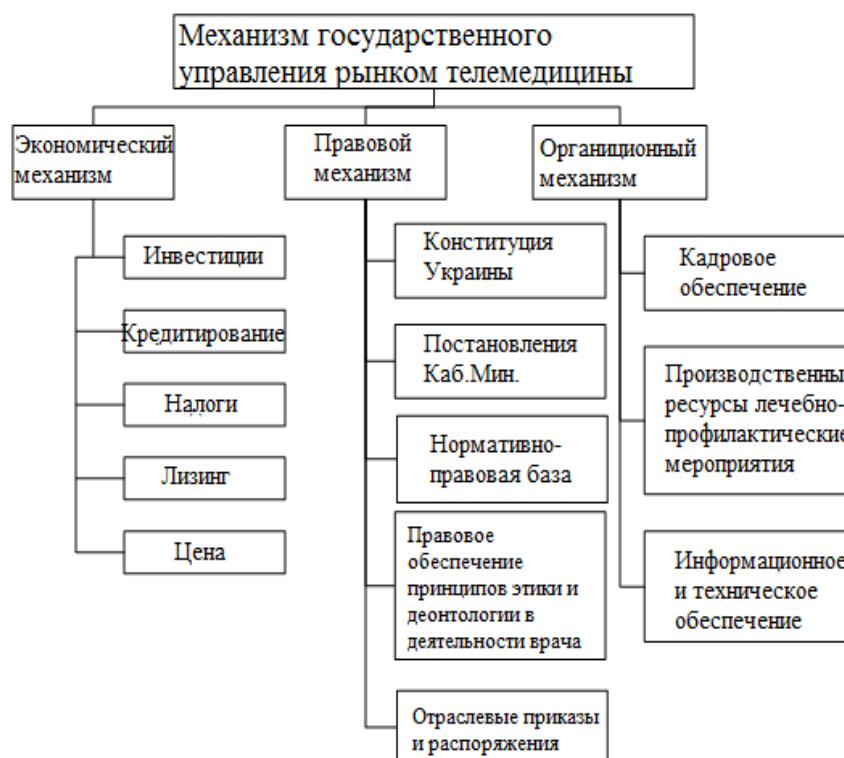 Механизм государственного
управления рынком телемедицины
Экономический
механизм
Правовой
механизм
Органиционный
механизм
Инвестиции
Кредитирование
Налоги
Лизинг
Цена
Конституция
Украины
Постановления
Каб.Мин.
Нормативно-
правовая база
Правовое
обеспечение
принципов этики и
деонтологии в
деятельности врача
Отраслевые приказы
и распоряжения
Кадровое
обеспечение
Производственны
ресурсы лечебно-
профилактические
мероприятия
Информационное
и техническое
обеспечение